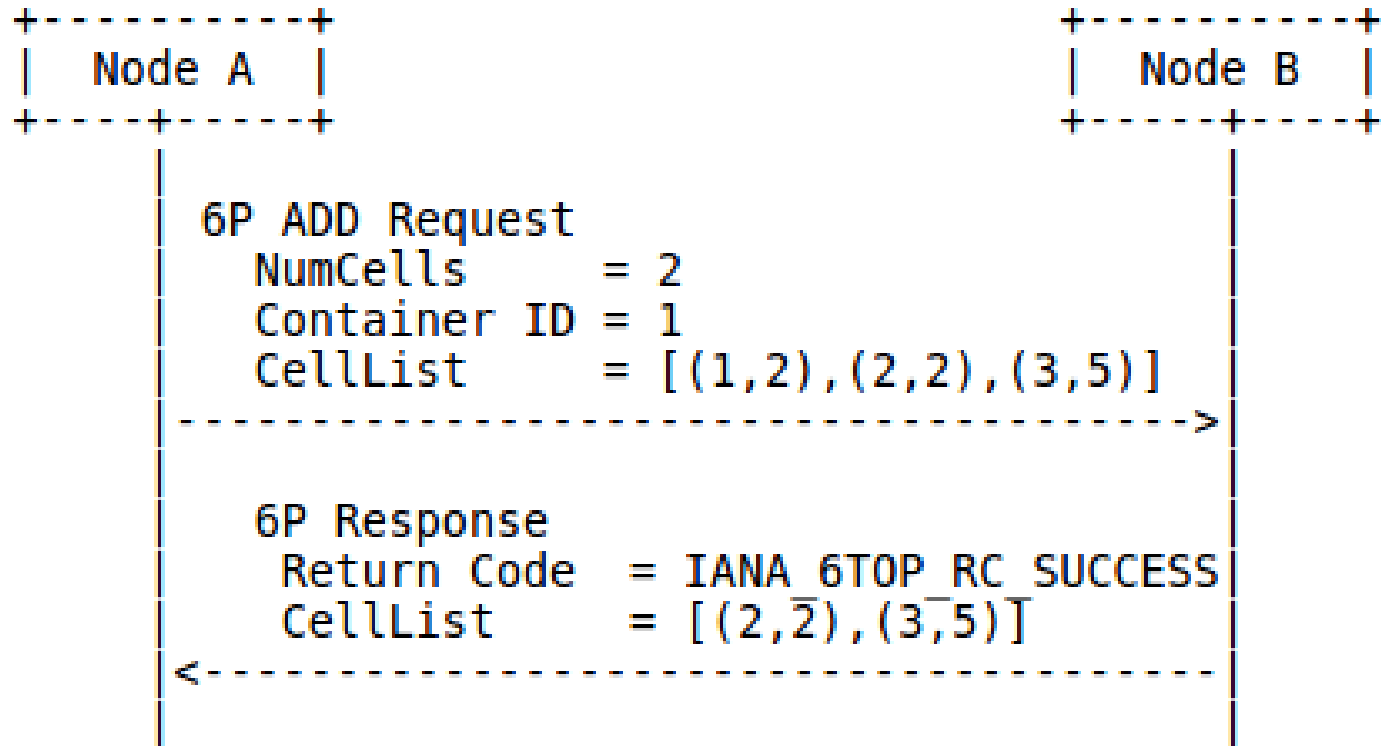 +-----------+ +-----------+
| Node A | | Node B |
+----+-----+ +-----+----+
6P ADD Request
NumCells = 2
Container ID = 1
CellList = [(1,2),(2,2),(3,5)]
-------------------------------------->
6P Response
Return Code = IANA_6TOP_RC_SUCCESS
CellList = [(2,2),(3,5)]
<--------------------------------------